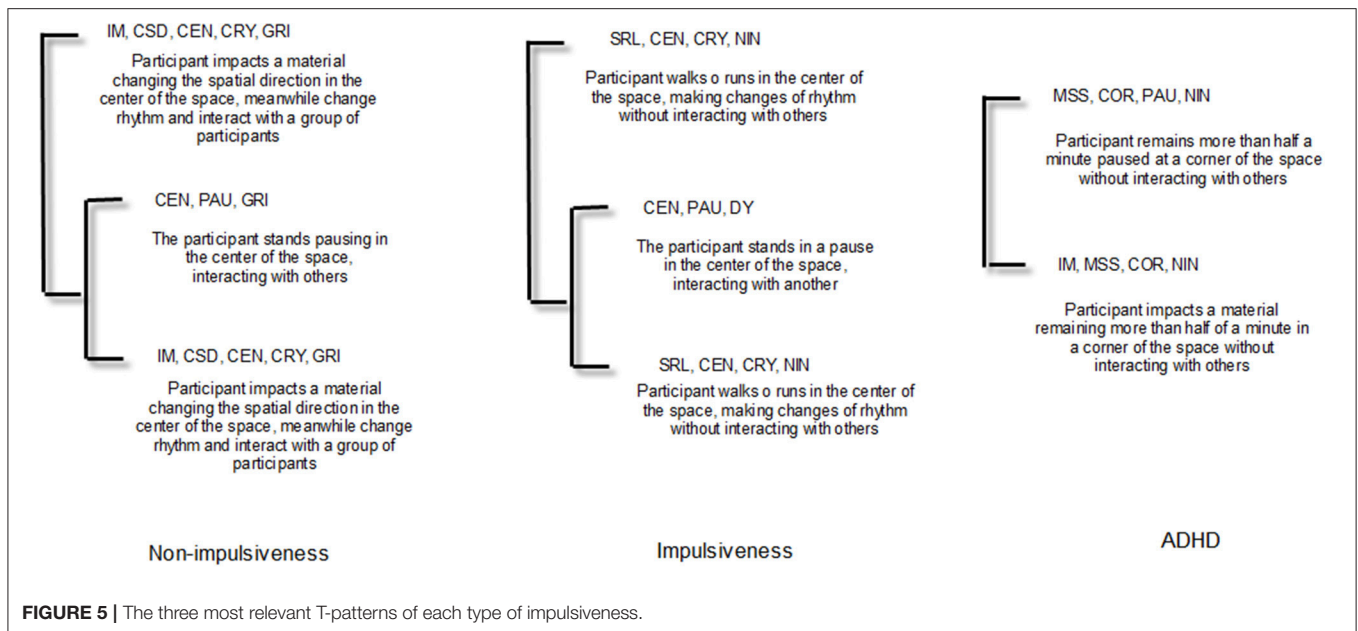 IM, CSD, CEN, CRY, GRI
Participant impacts a material
changing the spatial direction in the
center of the space, meanwhile change
rhythm and interact with a group of
participants
CEN, PAU, GRI
The participant stands pausing in
the center of the space,
interacting with others
IM, CSD, CEN, CRY, GRI
Participant impacts a material
changing the spatial direction in the
center of the space, meanwhile change
rhythm and interact with a group of
participants
Non-impulsiveness
SRL, CEN, CRY, NIN
Participant walks o runs in the center of
the space, making changes of rhythm
without interacting with others
CEN, PAU, DY
The participant stands in a pause
in the center of the space,
interacting with another
SRL, CEN, CRY, NIN
Participant walks o runs in the center of
the space, making changes of rhythm
without interacting with others
Impulsiveness
MSS, COR, PAU, NIN
Participant remains more than half a
minute paused at a corner of the space
without interacting with others
IM, MSS, COR, NIN
Participant impacts a material
remaining more than half of a minute in
a corner of the space without
interacting with others
ADHD
FIGURE 5 | The three most relevant T-patterns of each type of impulsiveness.